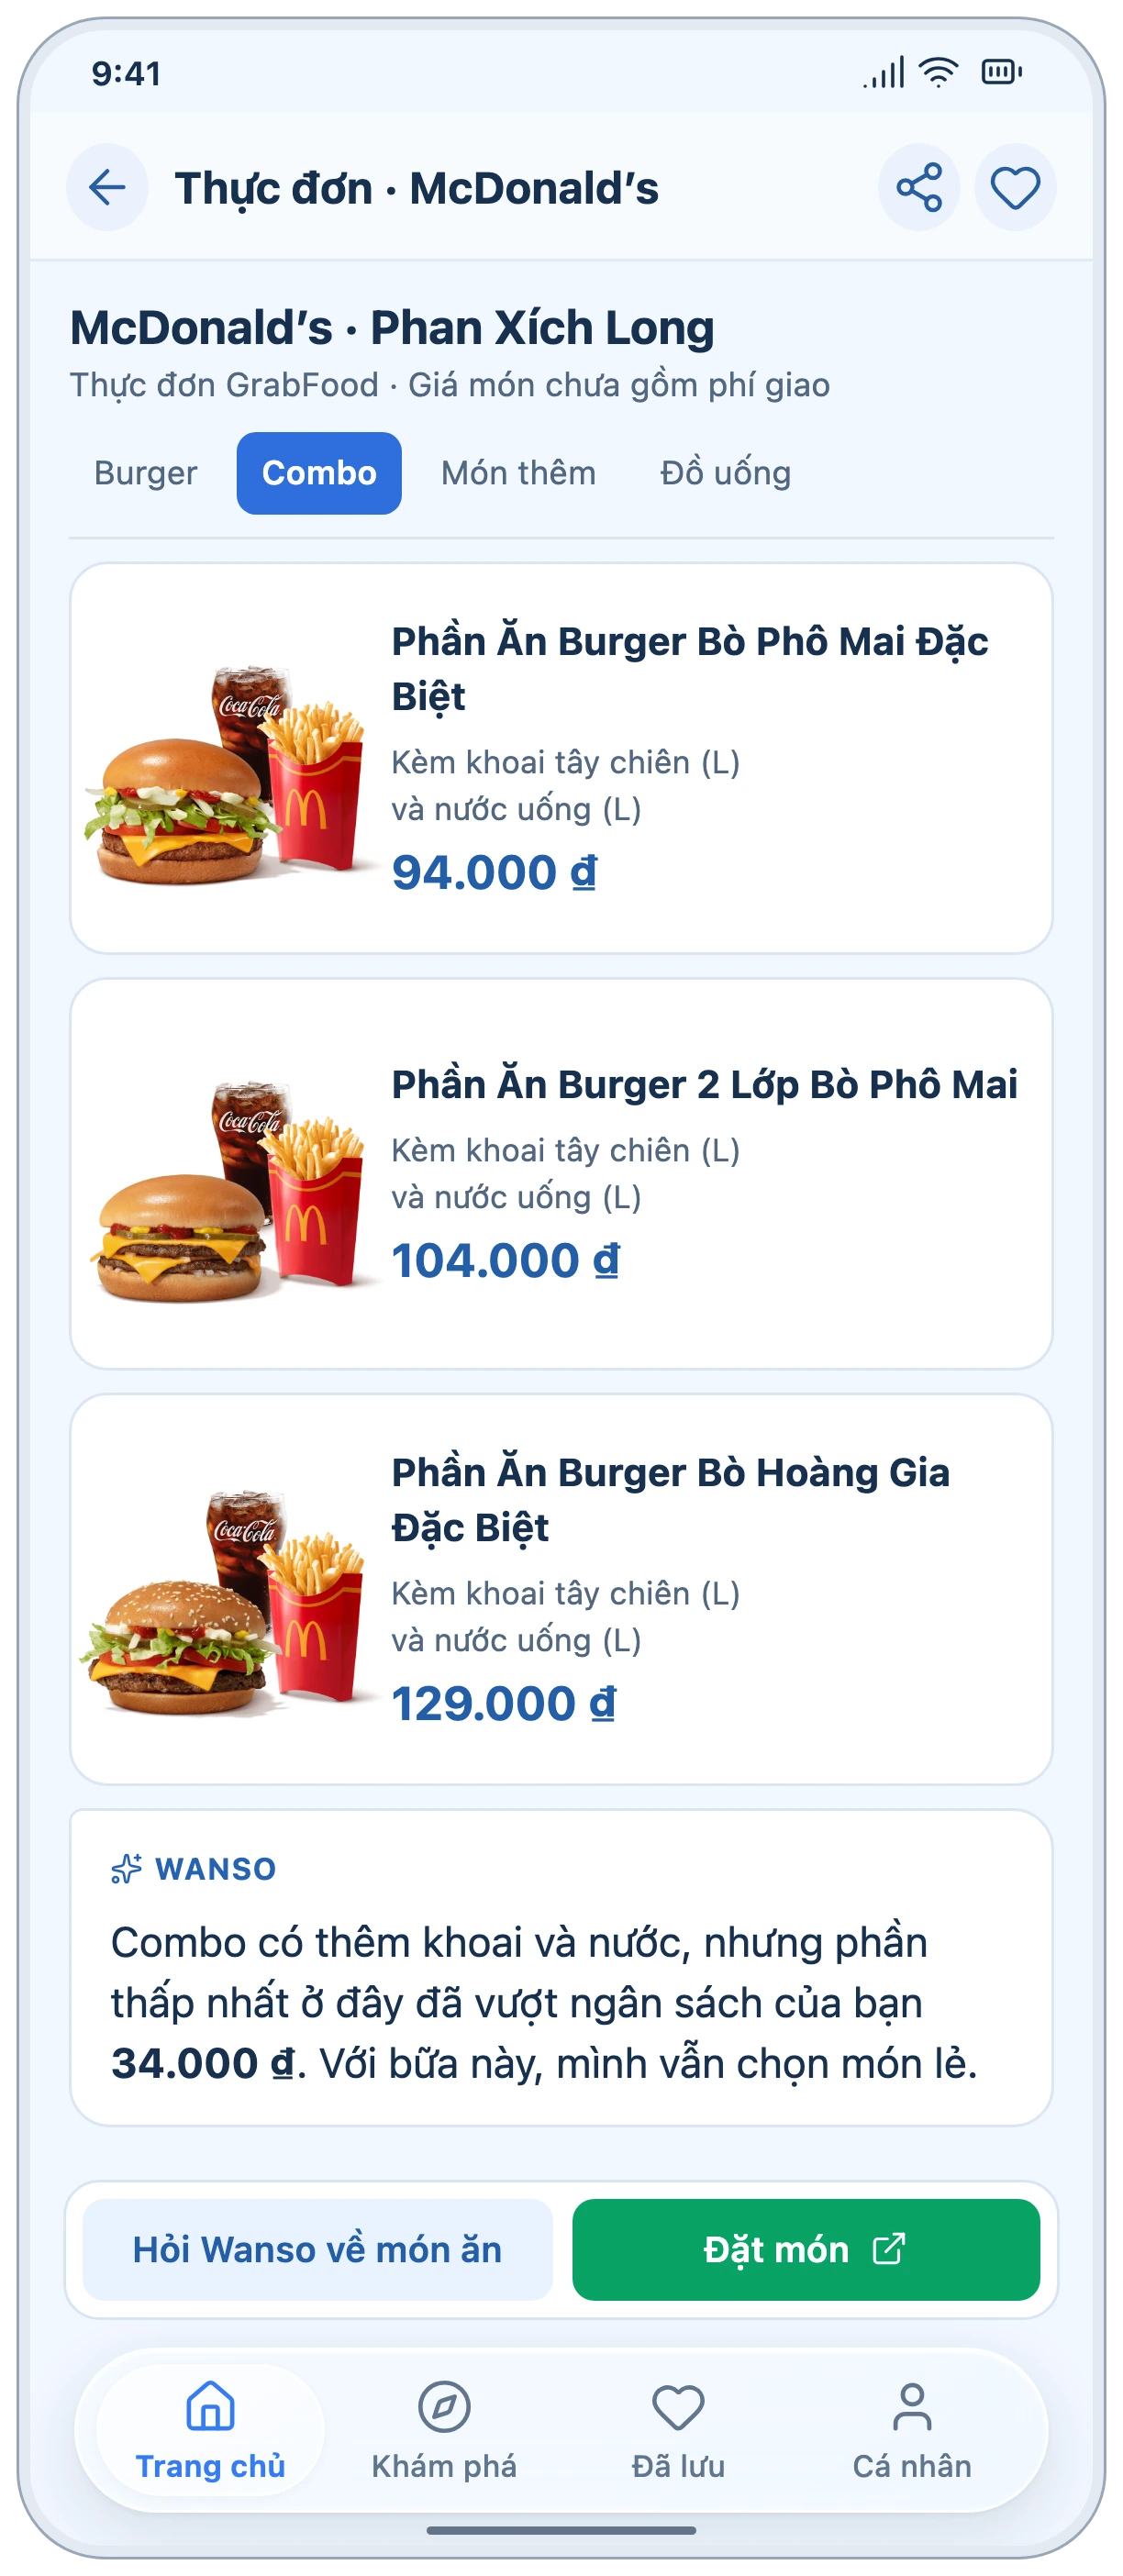 9:41
Thực đơn · McDonald’s
McDonald’s · Phan Xích Long
Thực đơn GrabFood · Giá món chưa gồm phí giao
Burger Combo Món thêm Đồ uống
Phần Ăn Burger Bò Phô Mai Đặc
Biệt
Kèm khoai tây chiên (L)
và nước uống (L)
94.000 ₫
Coca-Cola
Phần Ăn Burger 2 Lớp Bò Phô Mai
Kèm khoai tây chiên (L)
và nước uống (L)
104.000 ₫
Coca-Cola
Phần Ăn Burger Bò Hoàng Gia
Đặc Biệt
Kèm khoai tây chiên (L)
và nước uống (L)
129.000 ₫
Coca-Cola
WANSO
Combo có thêm khoai và nước, nhưng phần
thấp nhất ở đây đã vượt ngân sách của bạn
34.000 ₫. Với bữa này, mình vẫn chọn món lẻ.
Hỏi Wanso về món ăn Đặt món
Trang chủ Khám phá Đã lưu Cá nhân